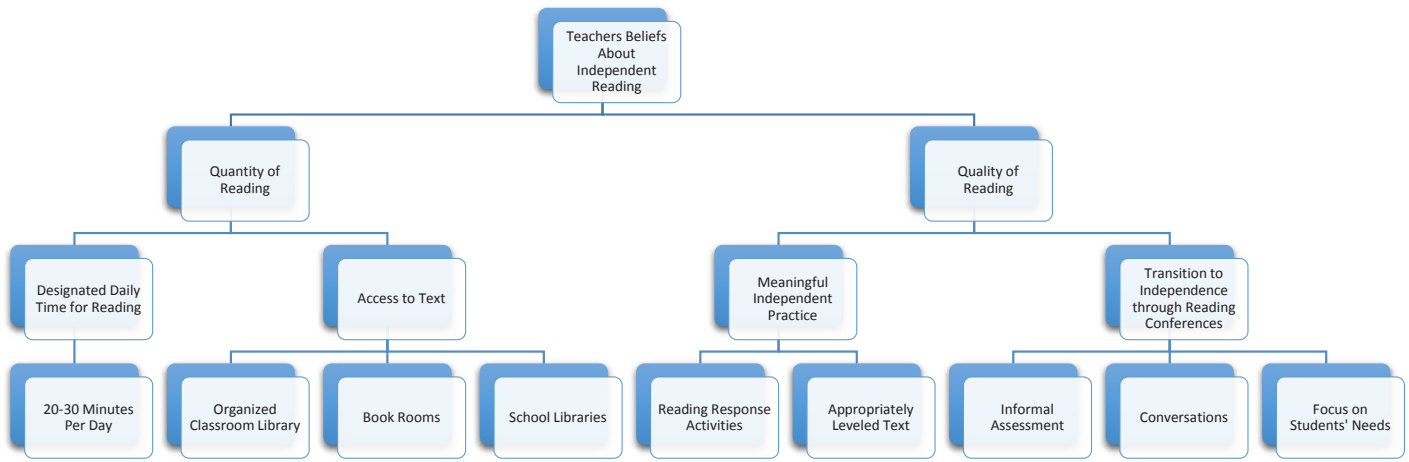 Teachers Beliefs
About
Independent
Reading
Quantity of
Reading
Quality of
Reading
Designated Daily
Time for Reading
Access to Text
Meaningful
Independent
Practice
Transition to
Independence
through Reading
Conferences
20-30 Minutes
Per Day
Organized
Classroom Library
Book Rooms
School Libraries
Reading Response
Activities
Appropriately
Leveled Text
Informal
Assessment
Conversations
Focus on
Students' Needs